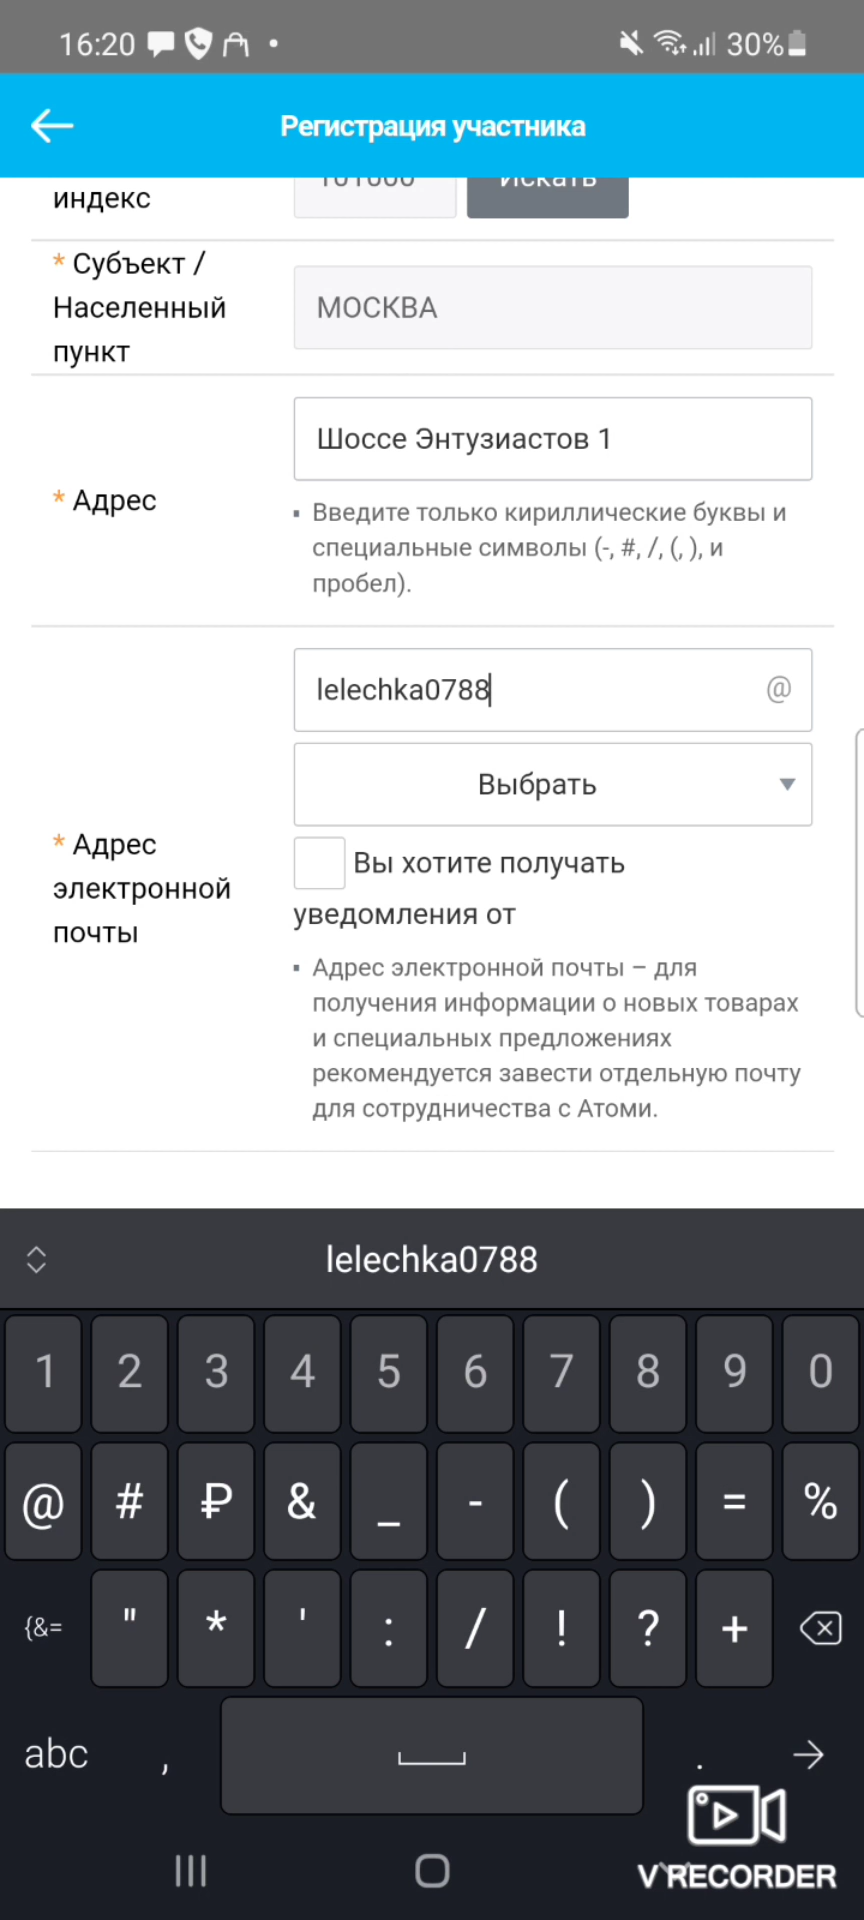 16:20
30%
Регистрация участника
индекс
101000
Искать
* Субъект /
Населенный
пункт
МОСКВА
* Адрес
Шоссе Энтузиастов 1
▪ Введите только кириллические буквы и
специальные символы (-, #, /, (, ), и
пробел).
* Адрес
электронной
почты
lelechka0788
@
Выбрать
Вы хотите получать
уведомления от
▪ Адрес электронной почты – для
получения информации о новых товарах
и специальных предложениях
рекомендуется завести отдельную почту
для сотрудничества с Атоми.
lelechka0788
1 2 3 4 5 6 7 8 9 0
@ # ₽ & _ - ( ) = %
{&= " * ' : / ! ? +
abc , .
V RECORDER